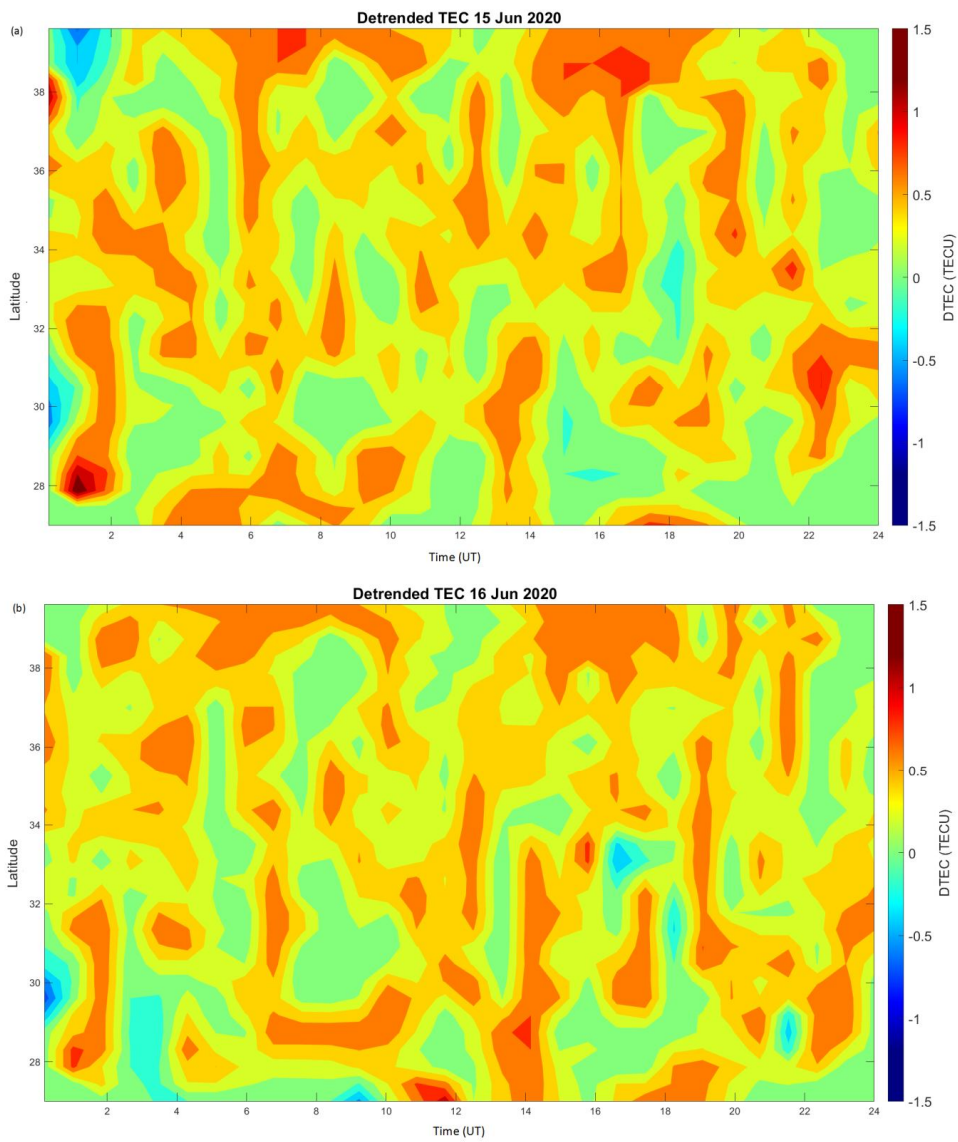 Detrended TEC 15 Jun 2020
(a)
38
36
34
32
30
28
Latitude
2 4 6 8 10 12 14 16 18 20 22 24
Time (UT)
1.5
1
0.5
0
-0.5
-1
-1.5
DTEC (TECU)
Detrended TEC 16 Jun 2020
(b)
38
36
34
32
30
28
Latitude
2 4 6 8 10 12 14 16 18 20 22 24
Time (UT)
1.5
1
0.5
0
-0.5
-1
-1.5
DTEC (TECU)